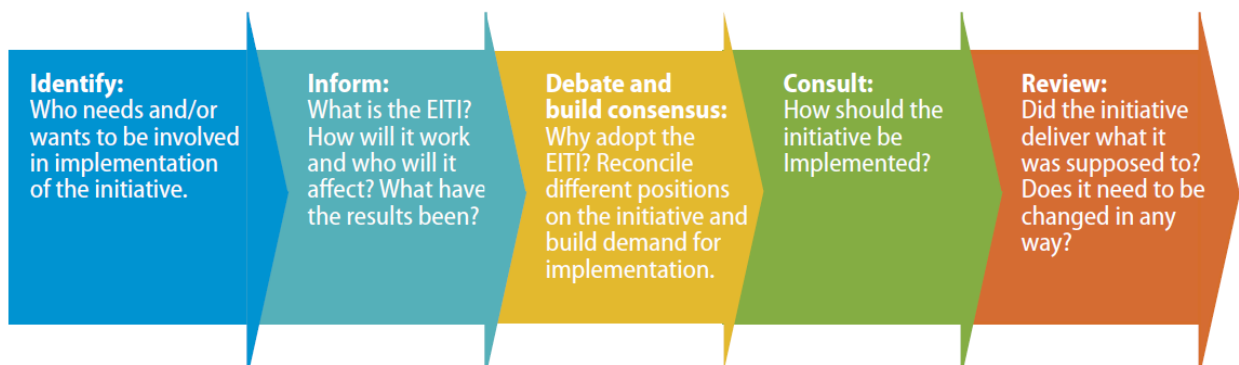 Identify:
Who needs and/or
wants to be involved
in implementation
of the initiative.
Inform:
What is the EITI?
How will it work
and who will it
affect? What have
the results been?
Debate and
build consensus:
Why adopt the
EITI? Reconcile
different positions
on the initiative and
build demand for
implementation.
Consult:
How should the
initiative be
Implemented?
Review:
Did the initiative
deliver what it
was supposed to?
Does it need to be
changed in any
way?